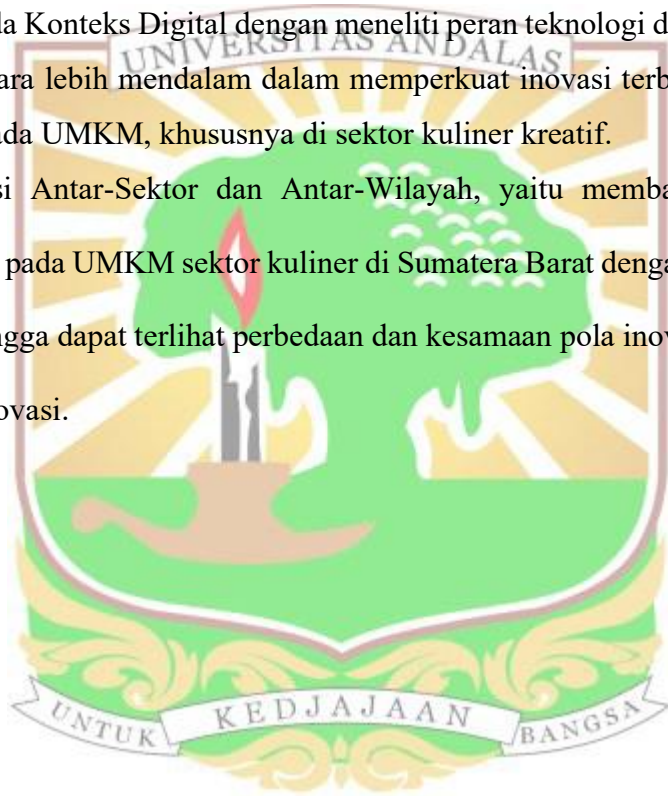 da Konteks Digital dengan meneliti peran teknologi d
UNIVERSITAS ANDALAS
ara lebih mendalam dalam memperkuat inovasi terb
ada UMKM, khususnya di sektor kuliner kreatif.
si Antar-Sektor dan Antar-Wilayah, yaitu memba
pada UMKM sektor kuliner di Sumatera Barat denga
ngga dapat terlihat perbedaan dan kesamaan pola inov
ovasi.
UNTUK KEDJAJAAN BANGSA